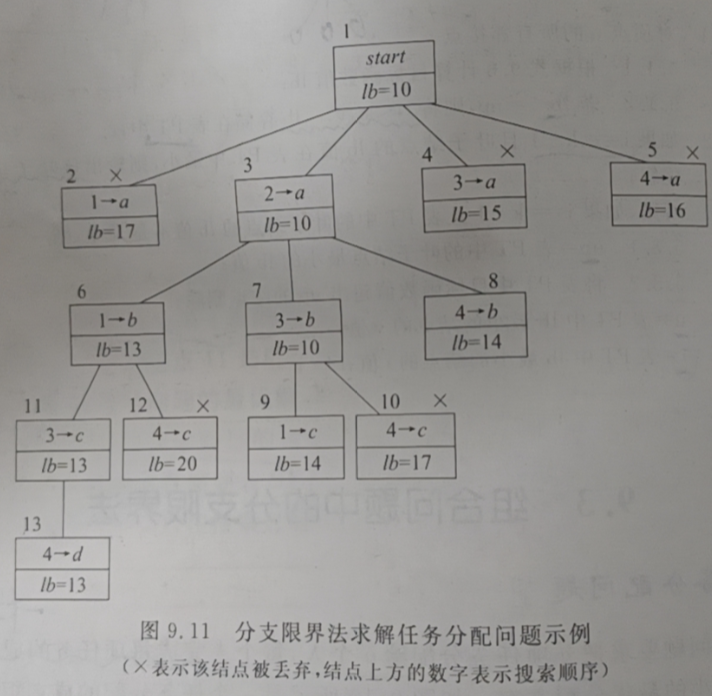 1
start
lb=10
2 ×
3
4 ×
5 ×
1→a
lb=17
2→a
lb=10
3→a
lb=15
4→a
lb=16
6
7
8
1→b
lb=13
3→b
lb=10
4→b
lb=14
11
12 ×
9
10 ×
3→c
lb=13
4→c
lb=20
1→c
lb=14
4→c
lb=17
13
4→d
lb=13
图 9.11 分支限界法求解任务分配问题示例
(×表示该结点被丢弃,结点上方的数字表示搜索顺序)